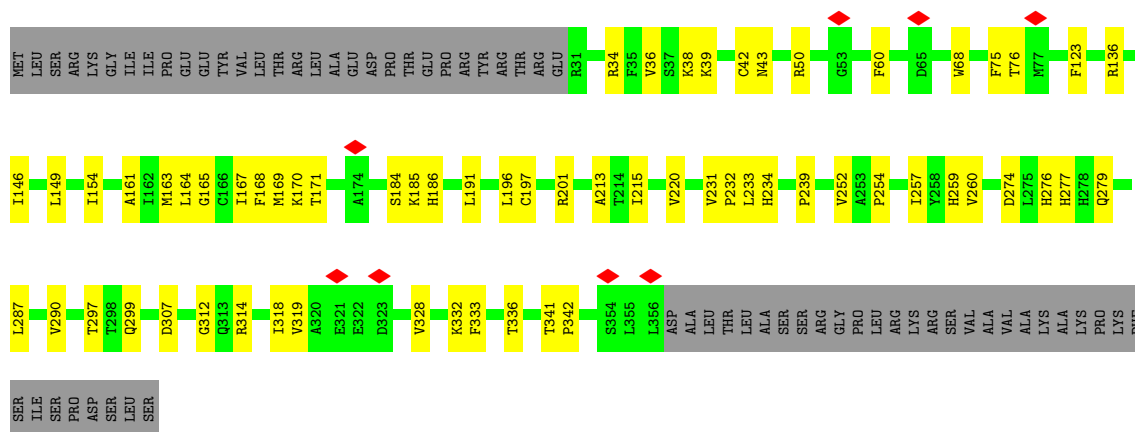 MET LEU SER ARG LYS GLY ILE ILE PRO GLU GLU TYR VAL LEU THR ARG LEU ALA GLU ASP PRO THR GLU PRO ARG TYR ARG THR ARG GLU R31 R34 F35 V36 S37 K38 K39 C42 N43 R50 G53 F60 D65 W68 F75 T76 M77 F123 R136
I146 L149 I154 A161 I162 M163 L164 G165 C166 I167 F168 M169 K170 T171 A174 S184 K185 H186 L191 L196 C197 R201 A213 T214 I215 V220 V231 P232 L233 H234 P239 V252 A253 P254 I257 Y258 H259 V260 D274 L275 H276 H277 H278 Q279
L287 V290 T297 T298 Q299 D307 G312 Q313 R314 I318 V319 A320 E321 E322 D323 V328 K332 F333 T336 T341 P342 S354 L355 L356 ASP ALA LEU THR LEU ALA SER SER ARG GLY PRO LEU ARG LYS ARG SER VAL ALA VAL ALA LYS ALA LYS PRO LYS
SER ILE SER PRO ASP SER LEU SER